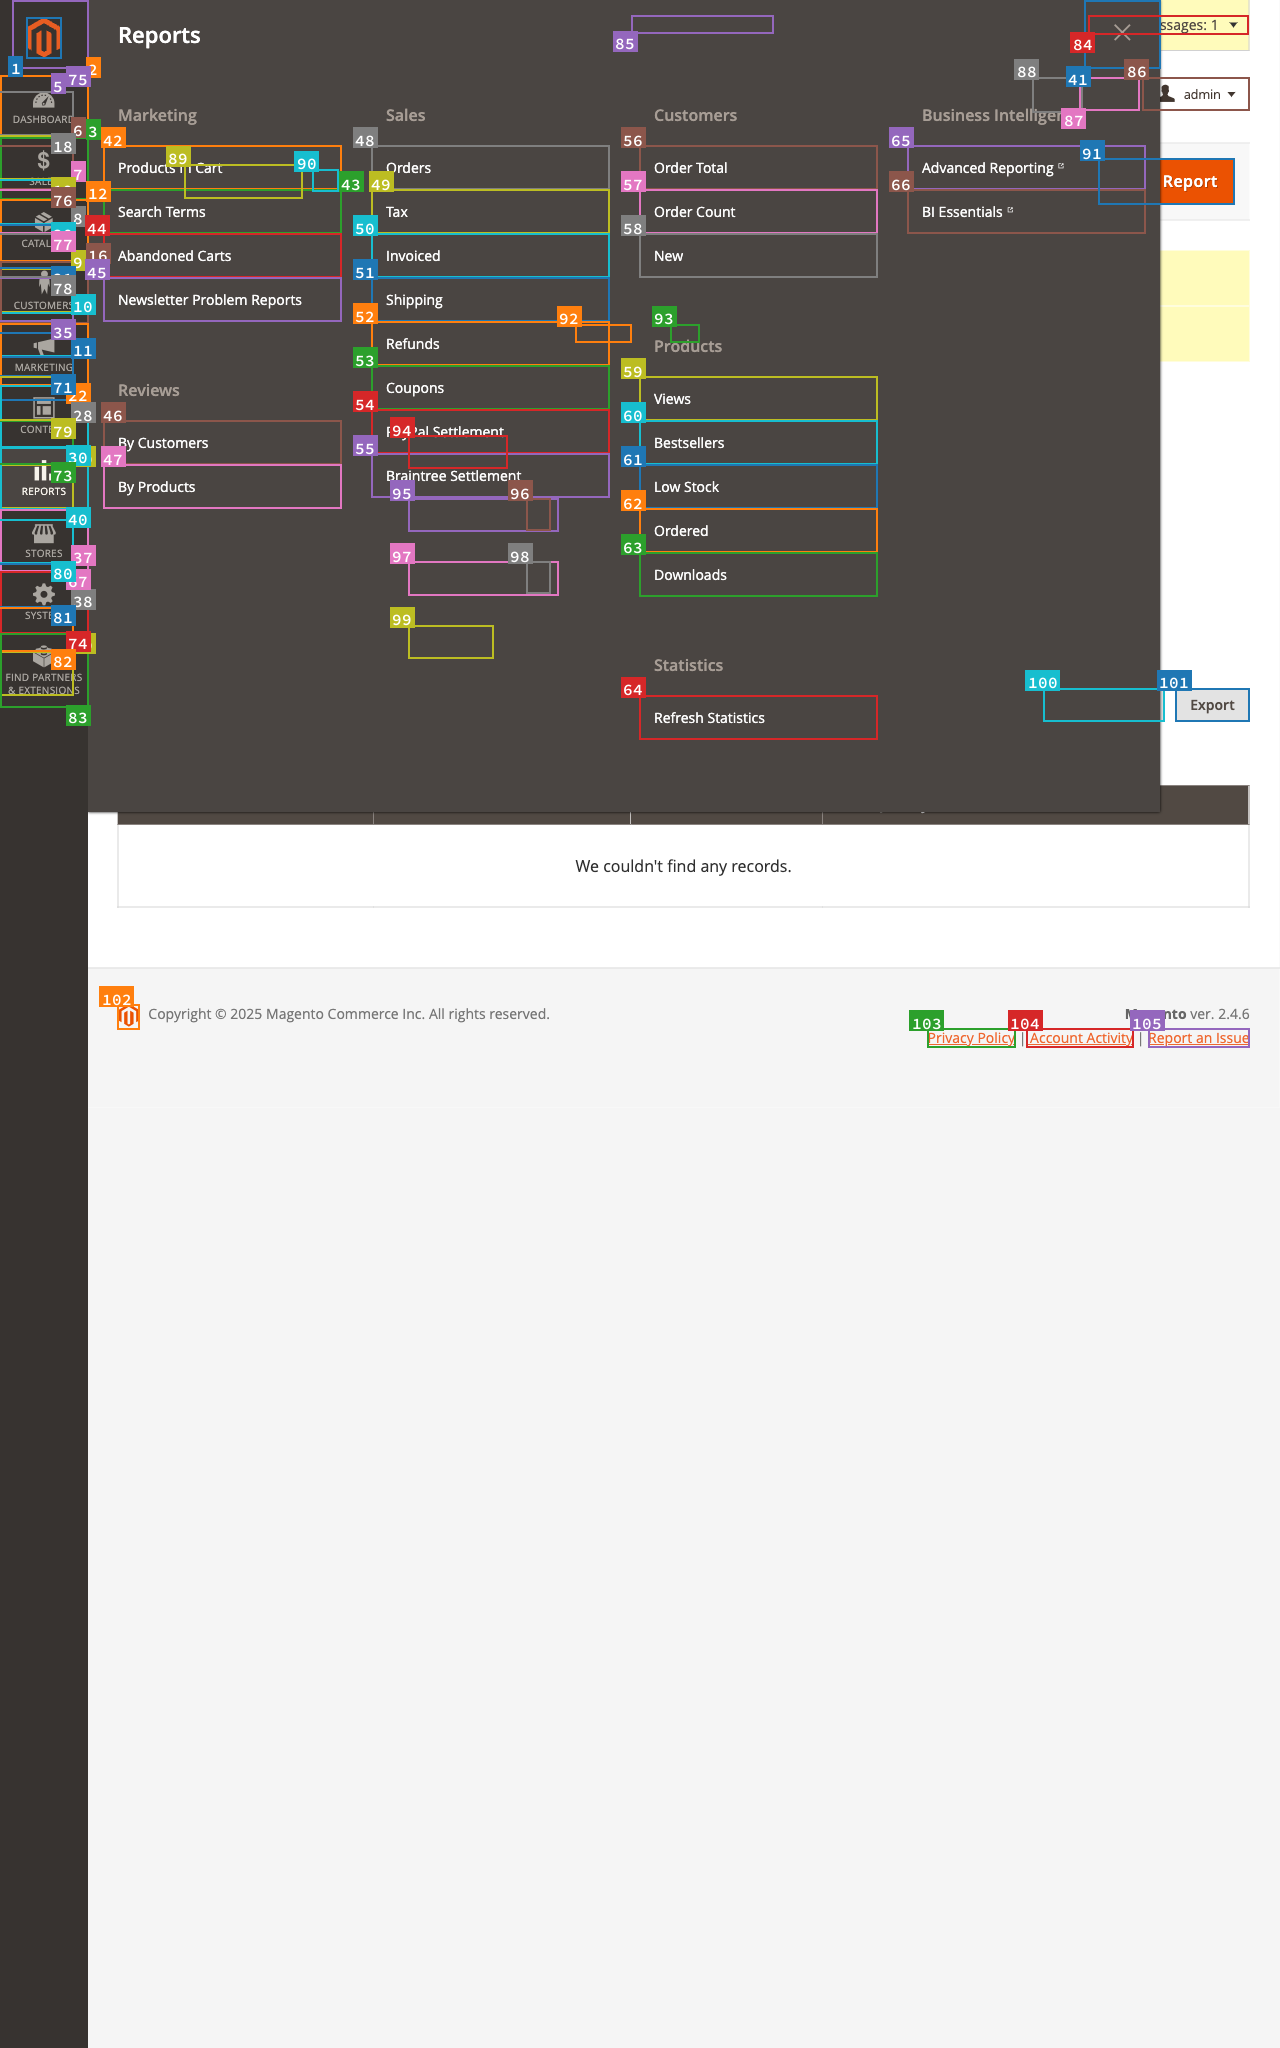 Reports
85
ssages: 1
84
1
2
5
75
88
41
86
DASHBOARD
admin
87
Marketing
Sales
Customers
Business Intelliger
6
3
18
42
48
56
65
89
90
91
Products In Cart
Orders
Order Total
Advanced Reporting
Report
7
43
49
57
66
12
76
Search Terms
Tax
Order Count
BI Essentials
8
44
50
58
77
CATAL
16
Abandoned Carts
Invoiced
New
9
45
51
78
CUSTOMERS
10
Newsletter Problem Reports
Shipping
52
92
93
35
11
Refunds
Products
MARKETING
53
59
71
22
Reviews
Coupons
Views
28
46
54
60
CONTE
79
94
PayPal Settlement
By Customers
Bestsellers
30
47
55
61
73
Braintree Settlement
REPORTS
By Products
Low Stock
95
96
62
40
Ordered
STORES
37
97
98
63
80
67
Downloads
38
SYSTE
81
99
74
82
FIND PARTNERS
& EXTENSIONS
Statistics
64
100
101
83
Refresh Statistics
Export
We couldn't find any records.
102
Copyright © 2025 Magento Commerce Inc. All rights reserved.
ver. 2.4.6
103
104
105
Privacy Policy | Account Activity | Report an Issue